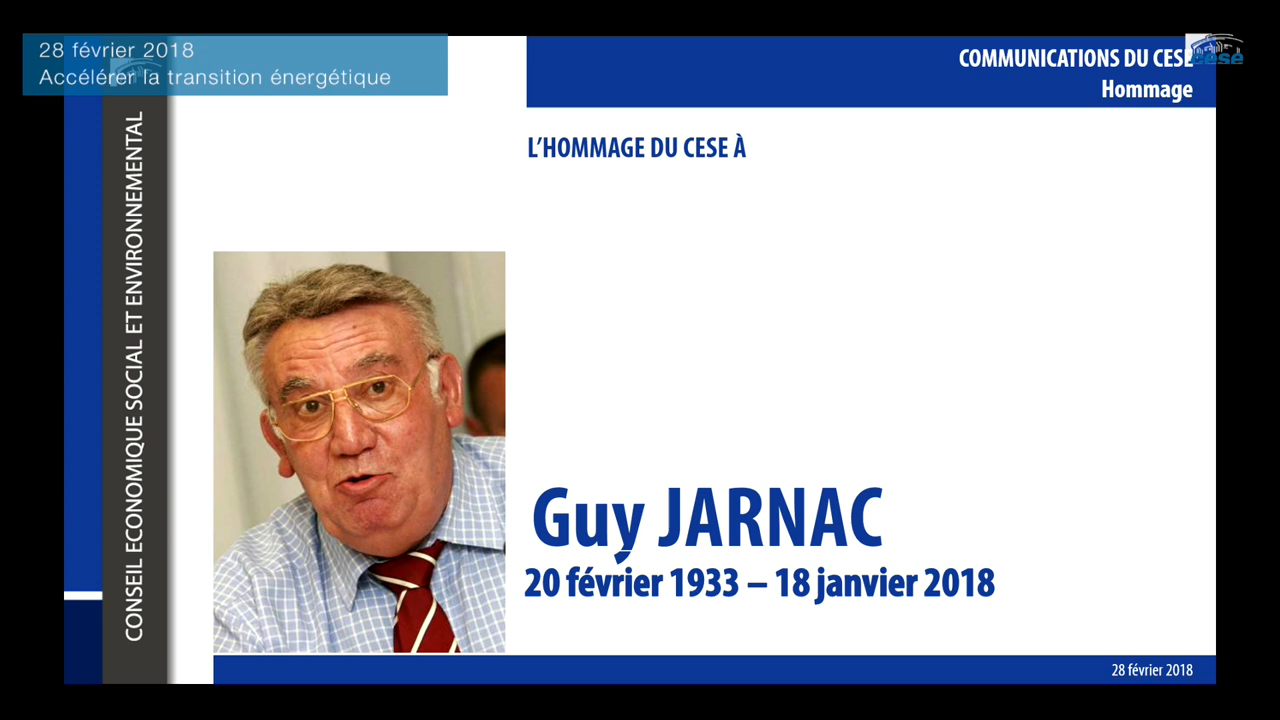 28 février 2018
Accélérer la transition énergétique
COMMUNICATIONS DU CESE
cese
Hommage
CONSEIL ECONOMIQUE SOCIAL ET ENVIRONNEMENTAL
L'HOMMAGE DU CESE À
Guy JARNAC
20 février 1933 – 18 janvier 2018
28 février 2018